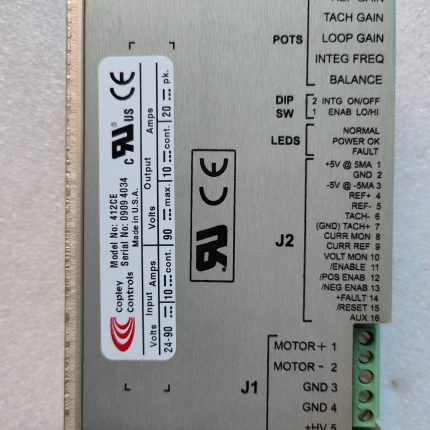 REF GAIN
TACH GAIN
LOOP GAIN
POTS
INTEG FREQ
BALANCE
DIP SW
2 INTG ON/OFF
1 ENAB LO/HI
LEDS
NORMAL
POWER OK
FAULT
J2
+5V @ 5MA 1
GND 2
-5V @ -5MA 3
REF+ 4
REF- 5
TACH- 6
(GND) TACH+ 7
CURR MON 8
CURR REF 9
VOLT MON 10
/ENABLE 11
/POS ENAB 12
/NEG ENAB 13
+FAULT 14
/RESET 15
AUX 16
J1
MOTOR+ 1
MOTOR- 2
GND 3
GND 4
+HV 5
copley
controls
Model No: 412CE
Serial No: 0909 4034
Made in U.S.A.
C RU® US CE
Input Output
Volts Amps Volts Amps
24-90 10 cont. 90 max. 10 cont. 20 pk.
RU CE